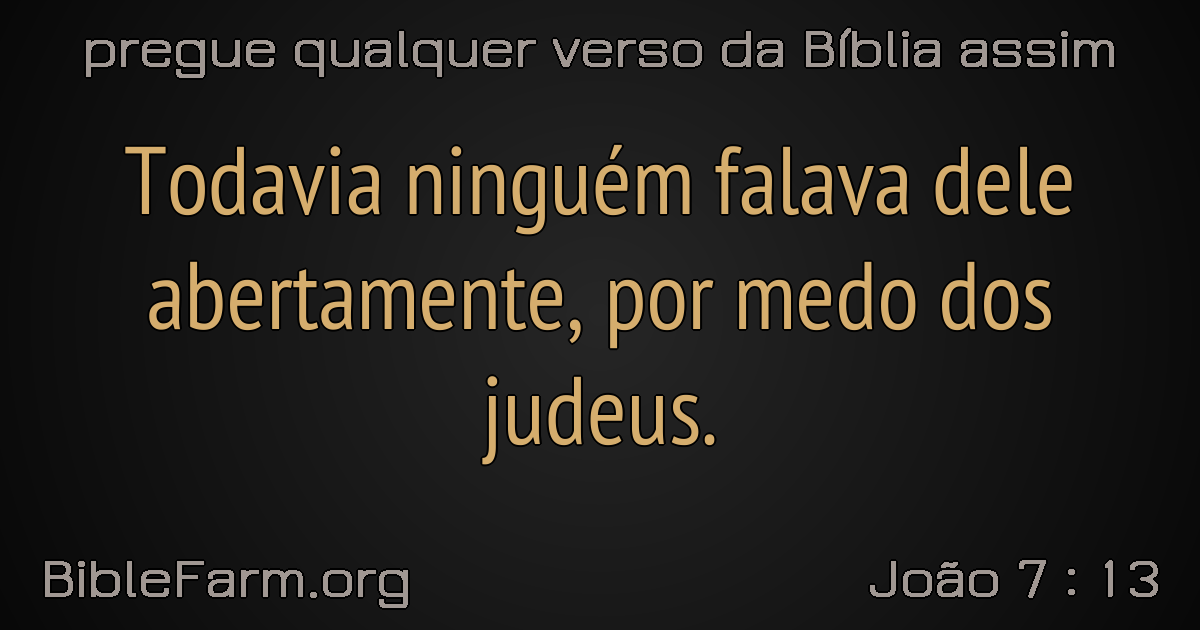 pregue qualquer verso da Bíblia assim
Todavia ninguém falava dele
abertamente, por medo dos
judeus.
BibleFarm.org
João 7 : 13